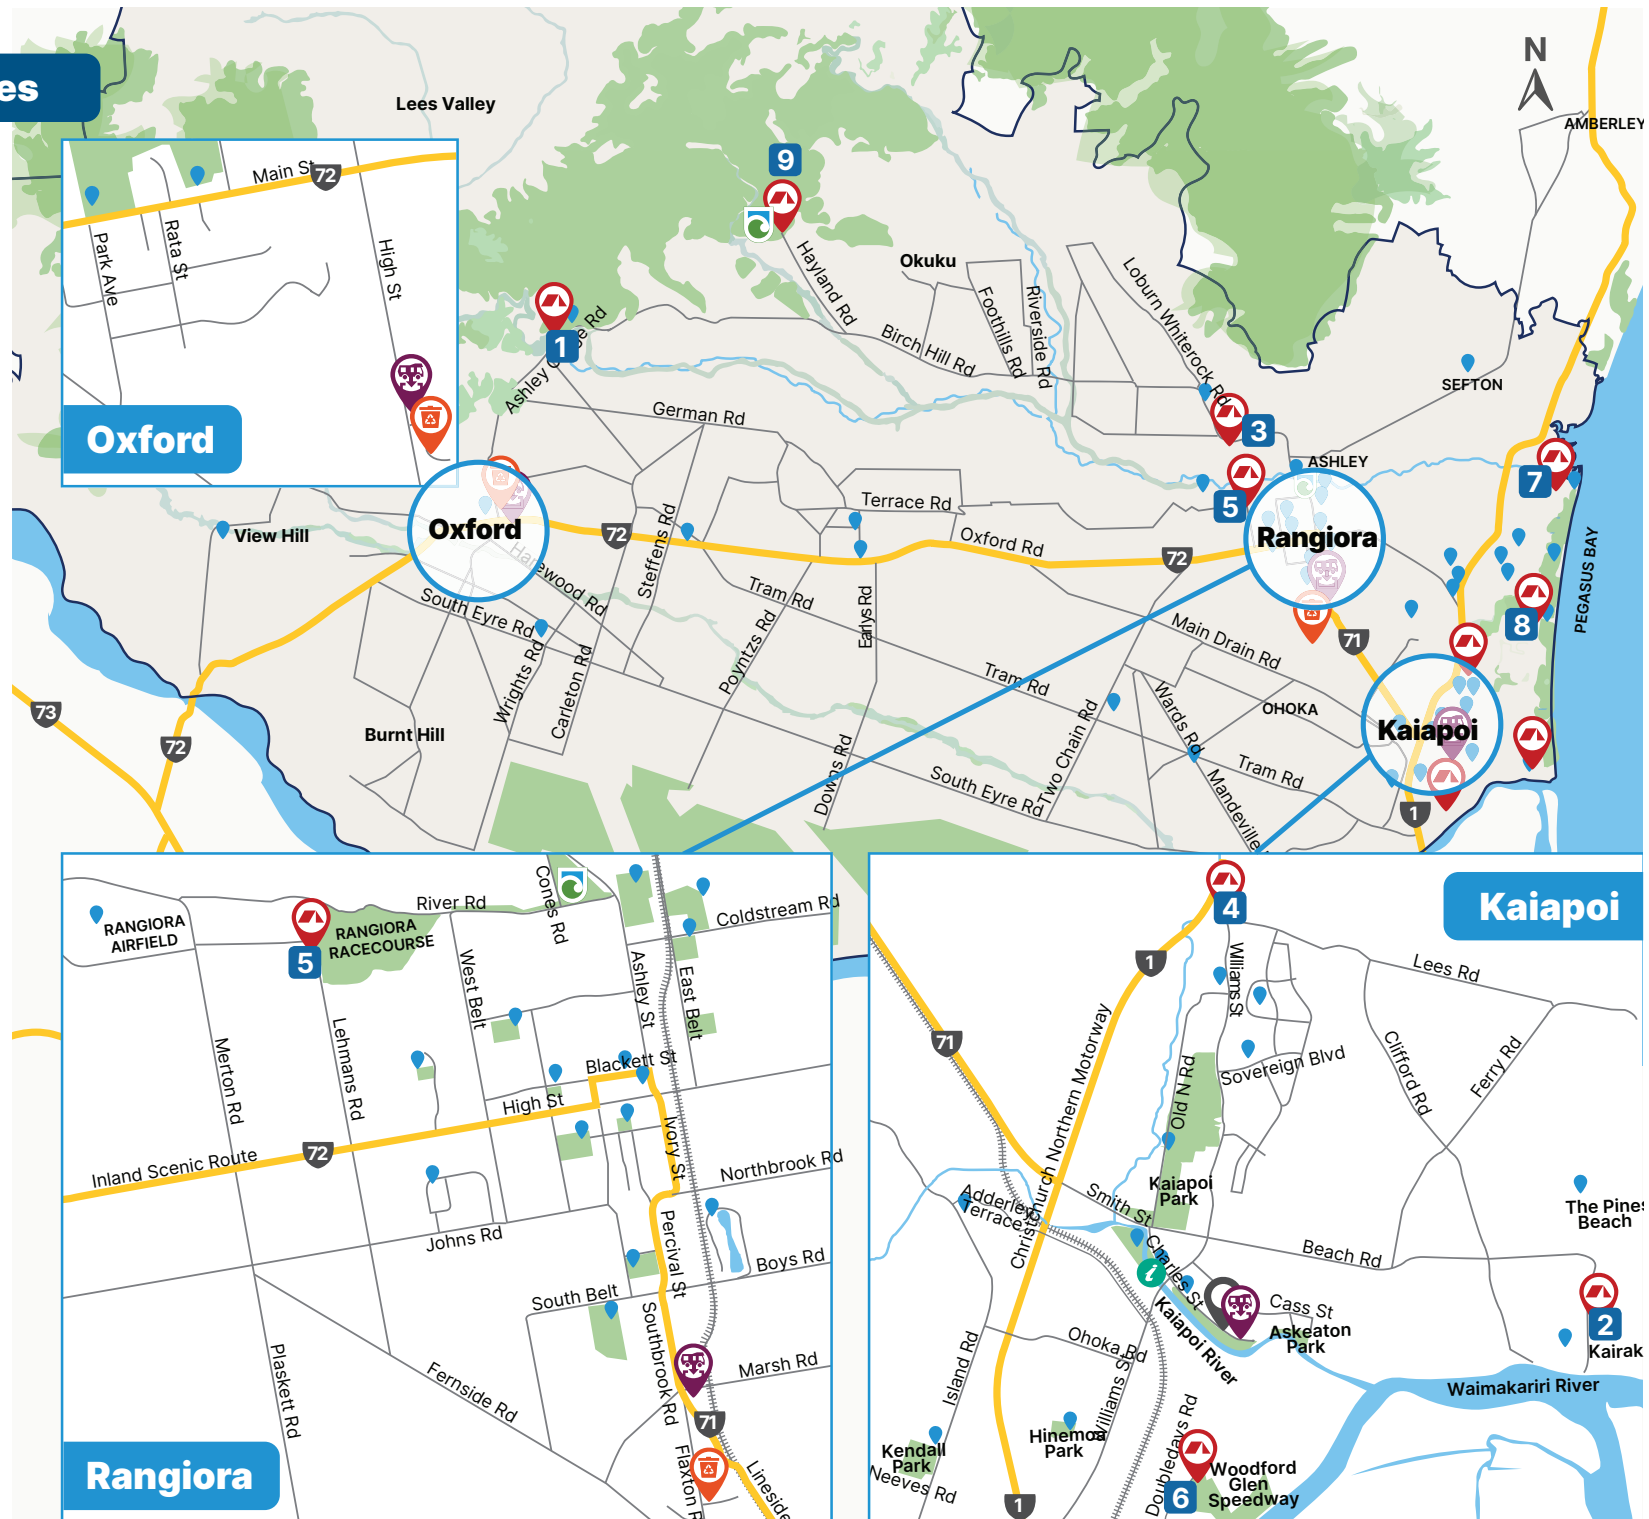 es
Lees Valley
N
AMBERLEY
Main St
72
Park Ave
Rata St
High St
Oxford
9
Hayland Rd
Okuku
Foothills Rd
Riverside Rd
Loburn Whiterock Rd
Birch Hill Rd
1
German Rd
SEFTON
3
ASHLEY
5
7
Terrace Rd
Oxford Rd
72
72
View Hill
Oxford
Rangiora
Harewood Rd
Steffens Rd
South Eyre Rd
Wrights Rd
Carleton Rd
Tram Rd
Poyntzs Rd
Earlys Rd
Main Drain Rd
71
8
PEGASUS BAY
Tram Rd
Two Chain Rd
Wards Rd
OHOKA
Kaiapoi
73
72
Burnt Hill
Downs Rd
South Eyre Rd
Tram Rd
Mandeville
1
RANGIORA
AIRFIELD
5
RANGIORA
RACECOURSE
River Rd
Cones Rd
Coldstream Rd
West Belt
Ashley St
East Belt
Merton Rd
Lehmans Rd
Blackett St
High St
Inland Scenic Route
72
Ivory St
Northbrook Rd
Johns Rd
Percival St
Boys Rd
South Belt
Southbrook Rd
Plaskett Rd
Fernside Rd
Marsh Rd
71
Lineside
Rangiora
4
Kaiapoi
1
Williams St
Lees Rd
71
Christchurch Northern Motorway
Old N Rd
Sovereign Blvd
Clifford Rd
Ferry Rd
Kaiapoi
Park
Adderley
Terrace
Smith St
Charles St
Beach Rd
The Pines
Beach
i
Cass St
Askeaton
Park
Kaiapoi River
2
Island Rd
Ohoka Rd
Williams St
Waimakariri River
Hinemoa
Park
Kendall
Park
Neeves Rd
Doubledays Rd
Woodford
Glen
Speedway
6
1